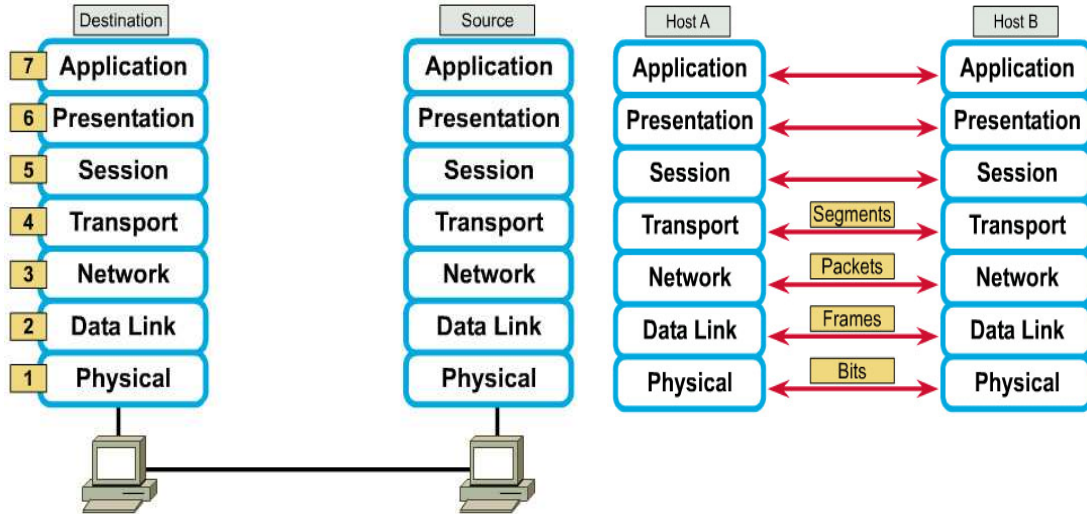 Destination
Source
Host A
Host B
7 Application
Application
Application
Application
6 Presentation
Presentation
Presentation
Presentation
5 Session
Session
Session
Session
4 Transport
Transport
Transport
Segments
Transport
3 Network
Network
Network
Packets
Network
2 Data Link
Data Link
Data Link
Frames
Data Link
1 Physical
Physical
Physical
Bits
Physical